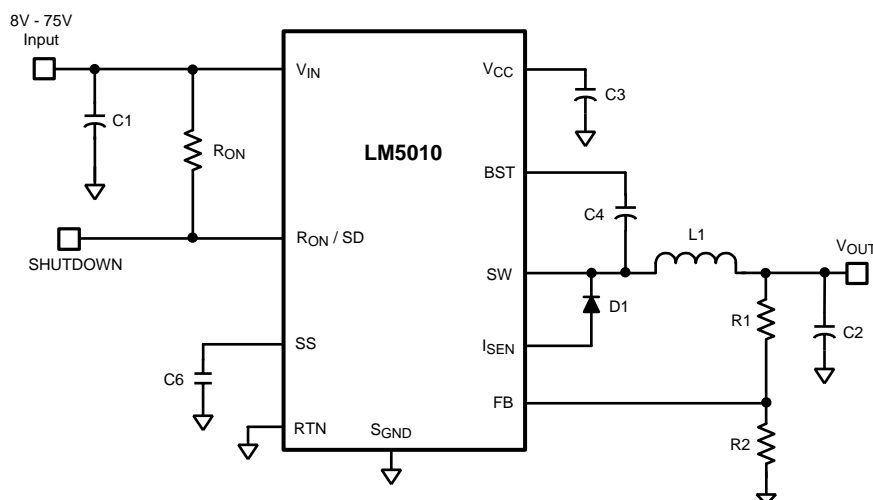 8V - 75V
Input
VIN
VCC
C3
C1
RON
LM5010
BST
C4
L1
VOUT
RON / SD
SHUTDOWN
SW
D1
R1
C2
SS
ISEN
C6
FB
RTN
SGND
R2